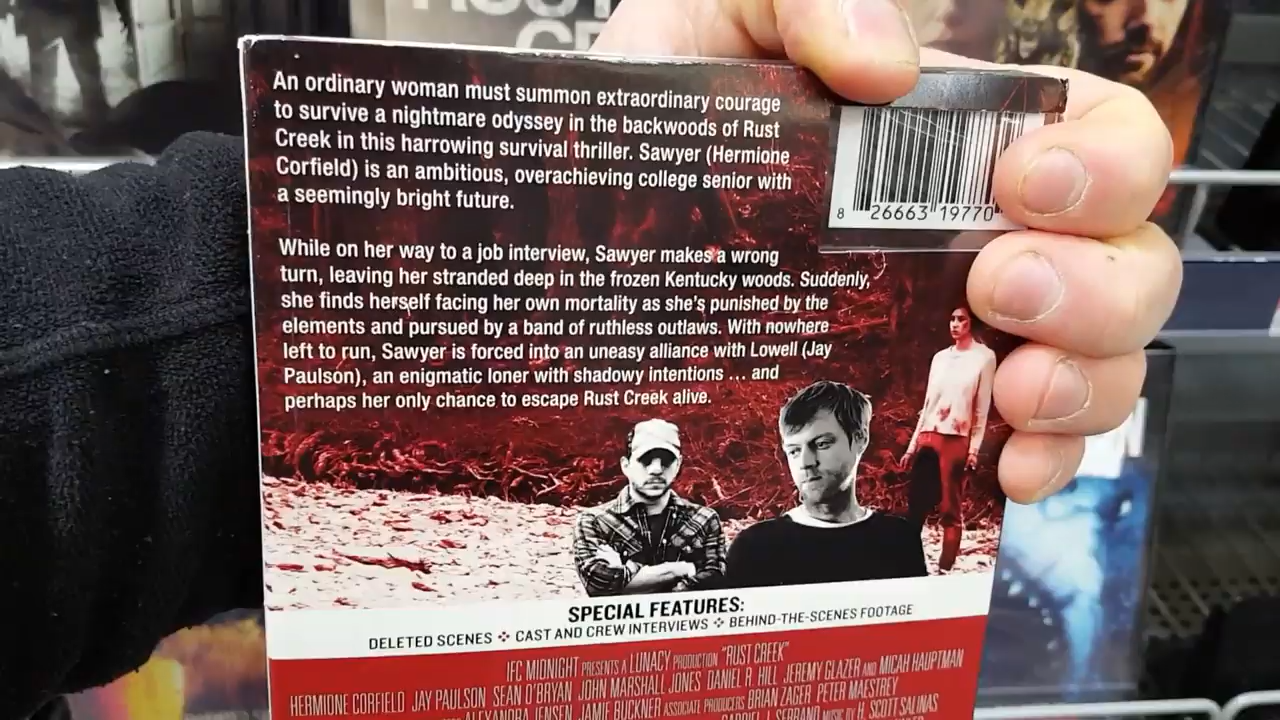 An ordinary woman must summon extraordinary courage
to survive a nightmare odyssey in the backwoods of Rust
Creek in this harrowing survival thriller. Sawyer (Hermione
Corfield) is an ambitious, overachieving college senior with
a seemingly bright future.
8 26663 19770
While on her way to a job interview, Sawyer makes a wrong
turn, leaving her stranded deep in the frozen Kentucky woods. Suddenly,
she finds herself facing her own mortality as she's punished by the
elements and pursued by a band of ruthless outlaws. With nowhere
left to run, Sawyer is forced into an uneasy alliance with Lowell (Jay
Paulson), an enigmatic loner with shadowy intentions ... and
perhaps her only chance to escape Rust Creek alive.
SPECIAL FEATURES:
DELETED SCENES ❖ CAST AND CREW INTERVIEWS ❖ BEHIND-THE-SCENES FOOTAGE
IFC MIDNIGHT PRESENTS A LUNACY PRODUCTION "RUST CREEK"
HERMIONE CORFIELD JAY PAULSON SEAN O'BRYAN JOHN MARSHALL JONES DANIEL R. HILL JEREMY GLAZER AND MICAH HAUPTMAN
ALEXANDRA JENSEN JAMIE BUCKNER ASSOCIATE PRODUCERS BRIAN ZAGER PETER MAESTREY
GABRIEL J. SERRANO MUSIC BY H. SCOTT SALINAS